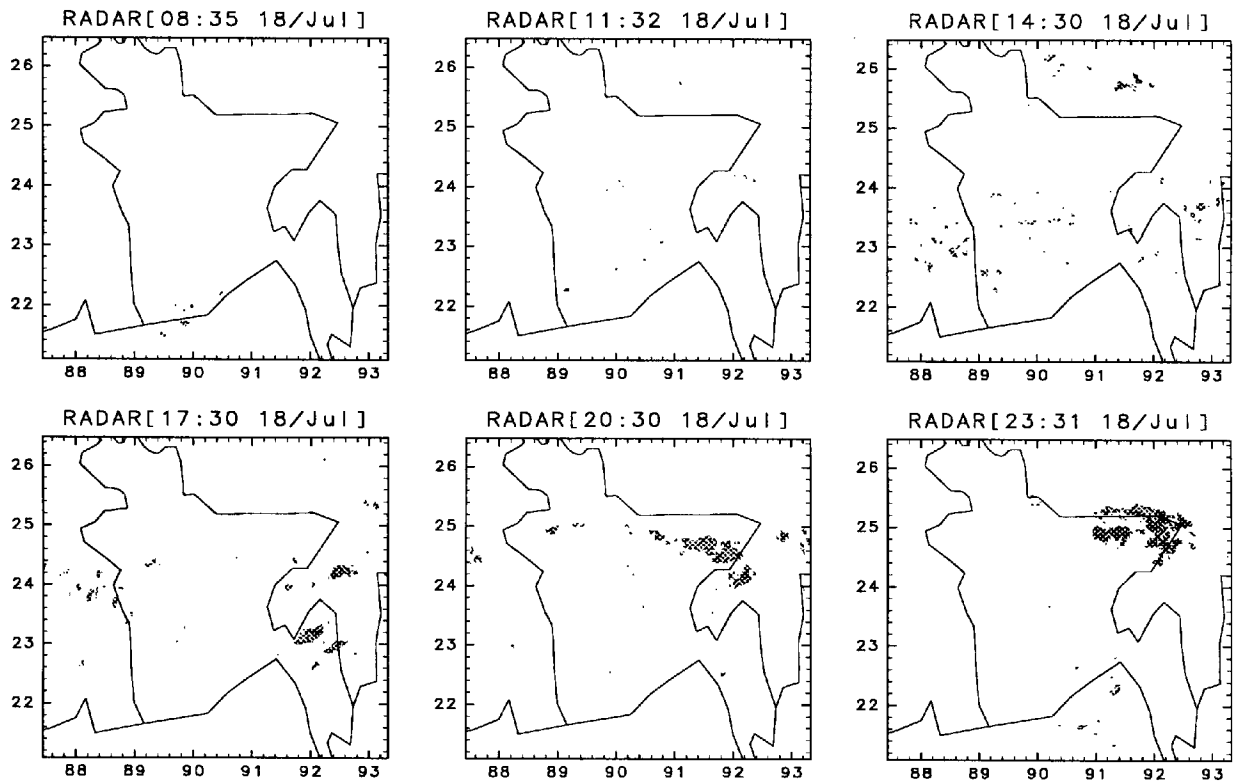 RADAR[08:35 18/Jul] RADAR[11:32 18/Jul] RADAR[14:30 18/Jul]
26 26 26
25 25 25
24 24 24
23 23 23
22 22 22
88 89 90 91 92 93 88 89 90 91 92 93 88 89 90 91 92 93
RADAR[17:30 18/Jul] RADAR[20:30 18/Jul] RADAR[23:31 18/Jul]
26 26 26
25 25 25
24 24 24
23 23 23
22 22 22
88 89 90 91 92 93 88 89 90 91 92 93 88 89 90 91 92 93